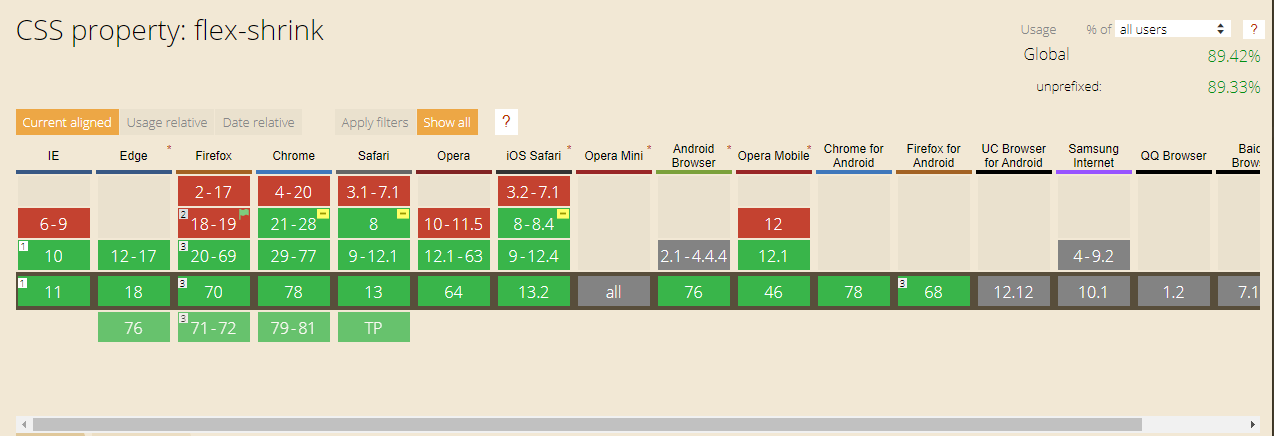 CSS property: flex-shrink
Usage % of all users ?
Global 89.42%
unprefixed: 89.33%
Current aligned Usage relative Date relative Apply filters Show all ?
IE Edge * Firefox Chrome Safari Opera iOS Safari * Opera Mini * Android Browser * Opera Mobile * Chrome for Android Firefox for Android UC Browser for Android Samsung Internet QQ Browser Baid Brows
2-17 4-20 3.1-7.1 3.2-7.1
6-9 2 18-19 21-28 8 10-11.5 8-8.4 12
1 10 12-17 3 20-69 29-77 9-12.1 12.1-63 9-12.4 2.1-4.4.4 12.1 4-9.2
1 11 18 3 70 78 13 64 13.2 all 76 46 78 3 68 12.12 10.1 1.2 7.1
76 3 71-72 79-81 TP